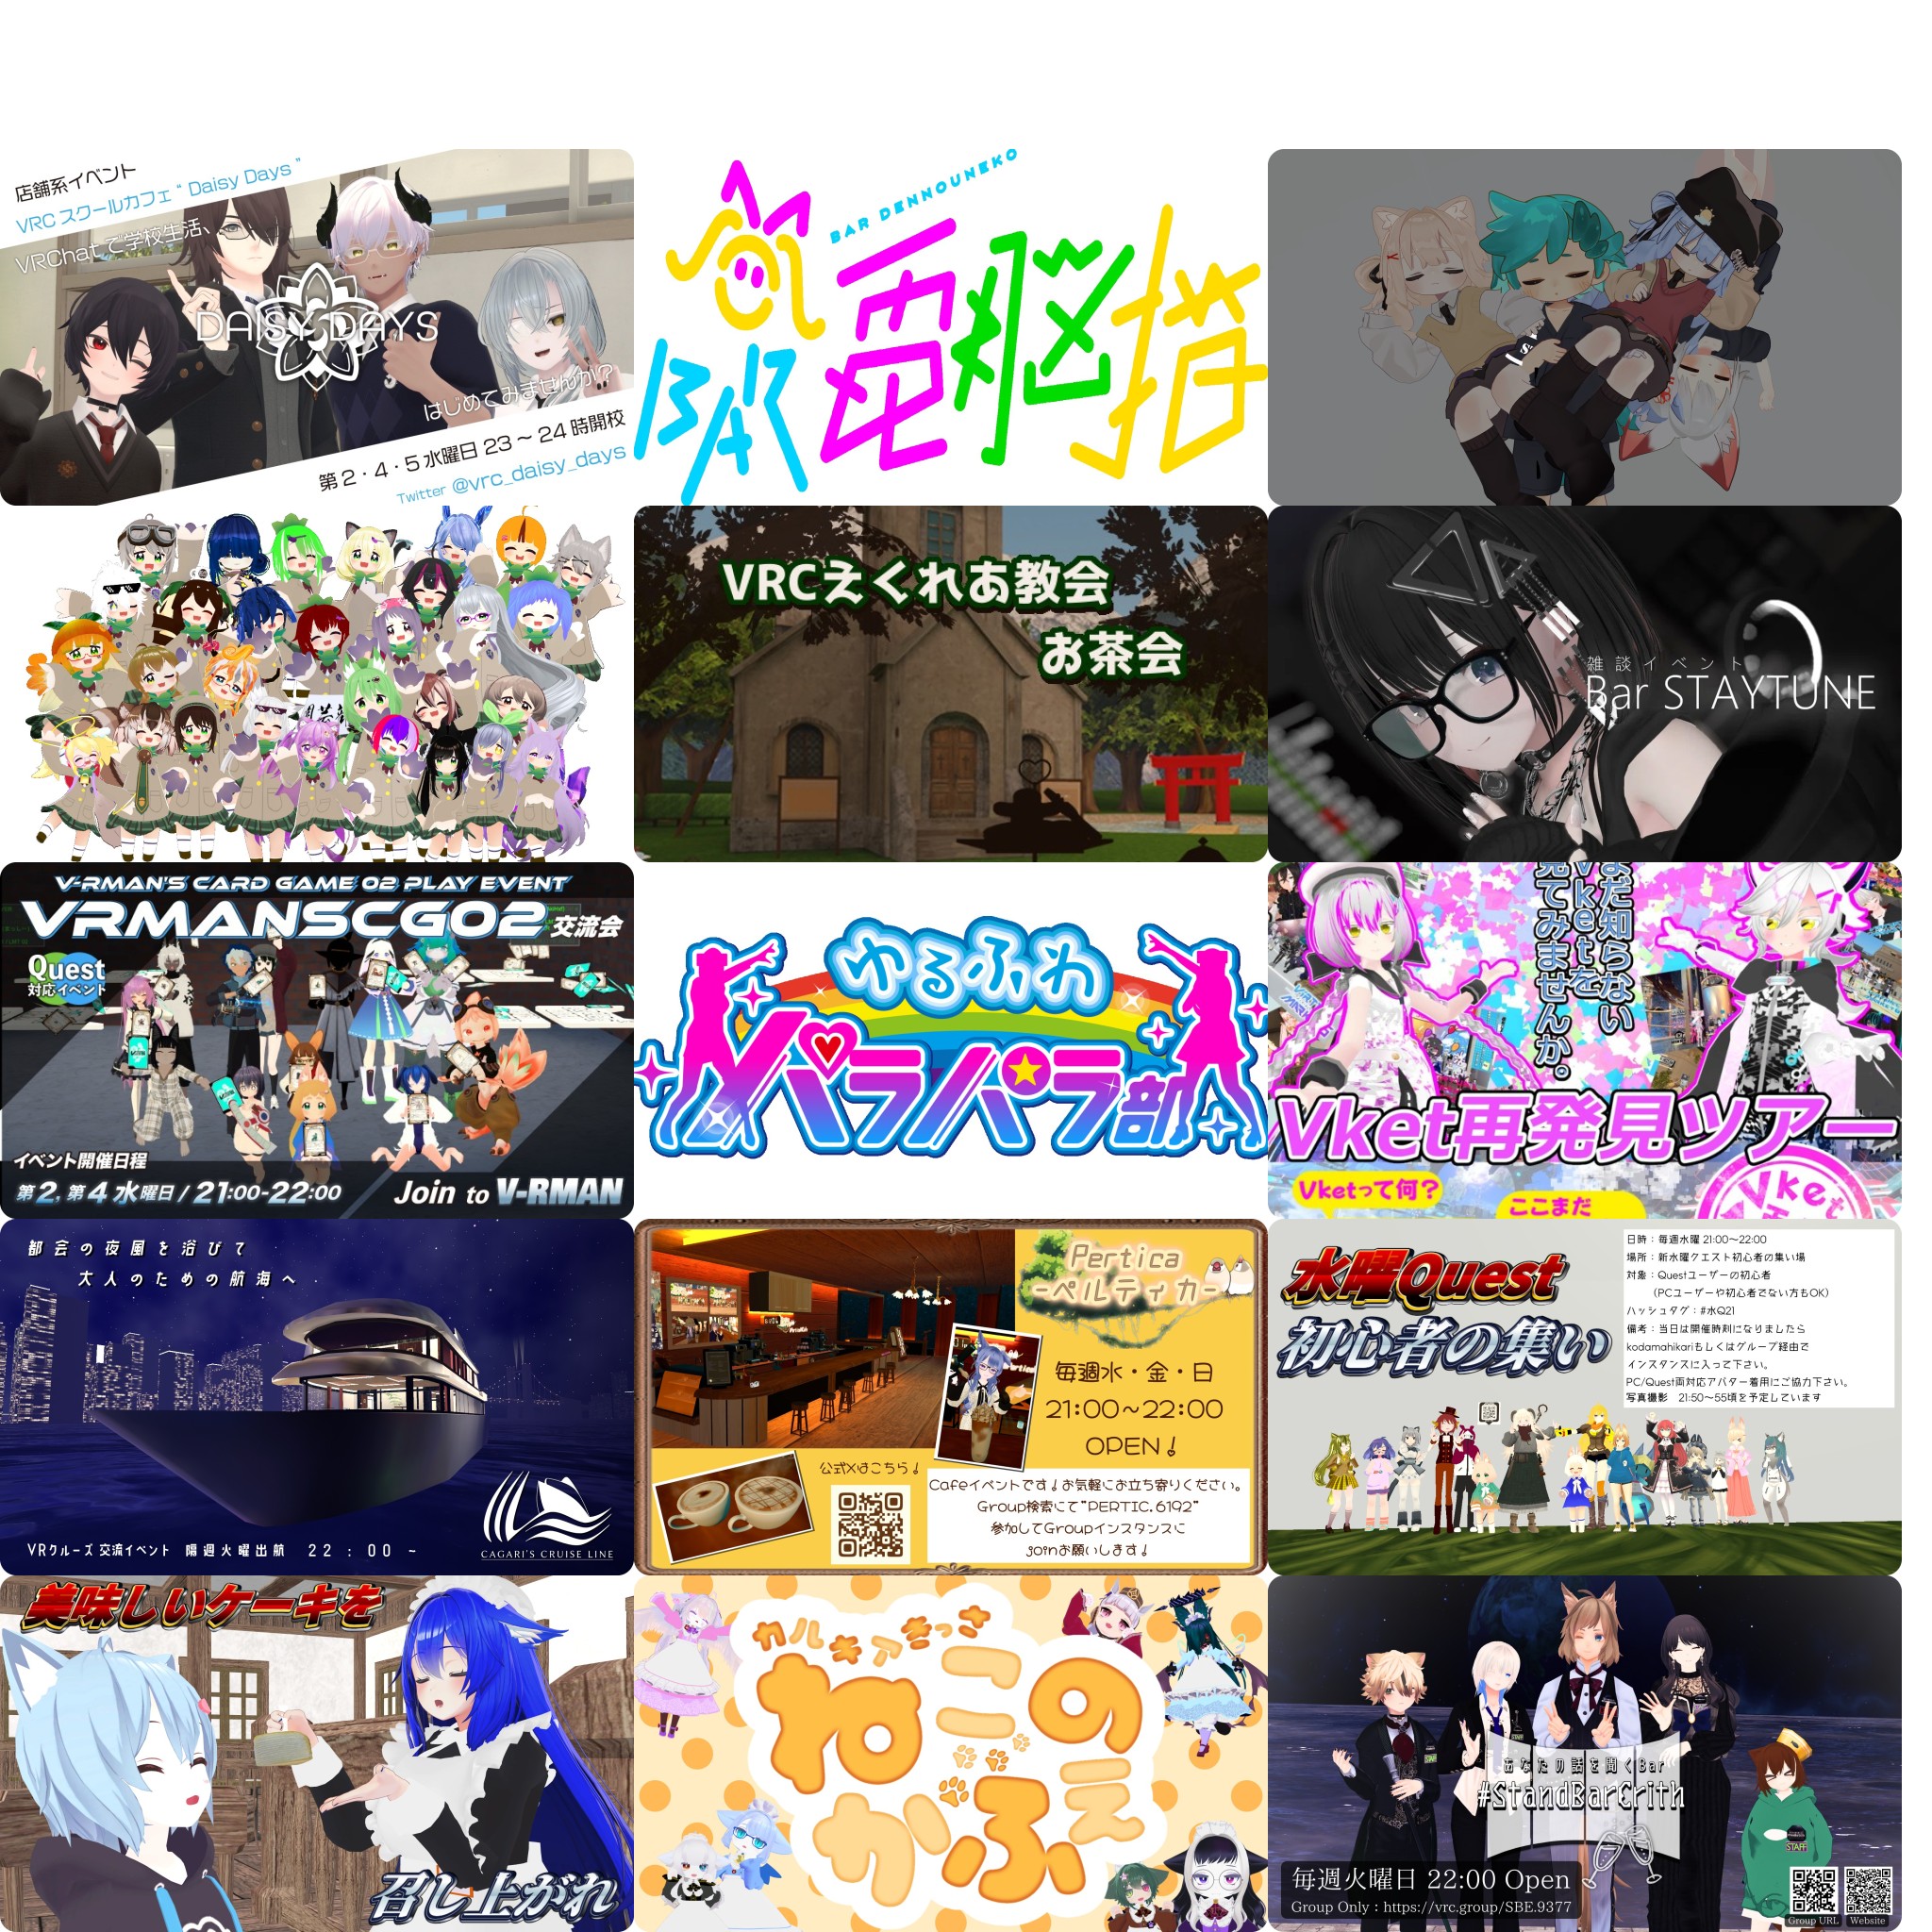 店舗系イベント
VRCスクールカフェ“ Daisy Days ”
VRChatで学校生活、
DAISY DAYS
はじめてみませんか?
第2・4・5水曜日 23～24時開校
Twitter @vrc_daisy_days
BAR DENNOUNEKO
BAR 電脳猫
VRCえくれあ教会
お茶会
雑談イベント
Bar STAYTUNE
V-RMAN'S CARD GAME 02 PLAY EVENT
VRMANSCG02 交流会
Quest
対応イベント
イベント開催日程
第2, 第4 水曜日 / 21:00-22:00
Join to V-RMAN
ゆるふわ
パラパラ部
まだ知らない
Vketを
見てみませんか。
Vket再発見ツアー
Vketって何?
ここまだ
Vket
都会の夜風を浴びて
大人のための航海へ
VRクルーズ交流イベント 隔週火曜出航 22:00~
CAGARI'S CRUISE LINE
Pertica
-ペルティカ-
毎週水・金・日
21:00~22:00
OPEN!
公式Xはこちら!
Cafeイベントです!お気軽にお立ち寄りください。
Group検索にて"PERTIC.6192"
参加してGroupインスタンスに
joinお願いします!
水曜Quest
初心者の集い
日時：毎週水曜 21:00～22:00
場所：新水曜クエスト初心者の集い場
対象：Questユーザーの初心者
(PCユーザーや初心者でない方もOK)
ハッシュタグ：#水Q21
備考：当日は開催時刻になりましたら
kodamahikariもしくはグループ経由で
インスタンスに入って下さい。
PC/Quest両対応アバター着用にご協力下さい。
写真撮影 21:50～55頃を予定しています
美味しいケーキを
召し上がれ
カルキアきっさ
ねこの
かふぇ
あなたの話を聞くBar
#StandBarErith
STAFF
毎週火曜日 22:00 Open
Group Only : https://vrc.group/SBE.9377
Group URL
Website